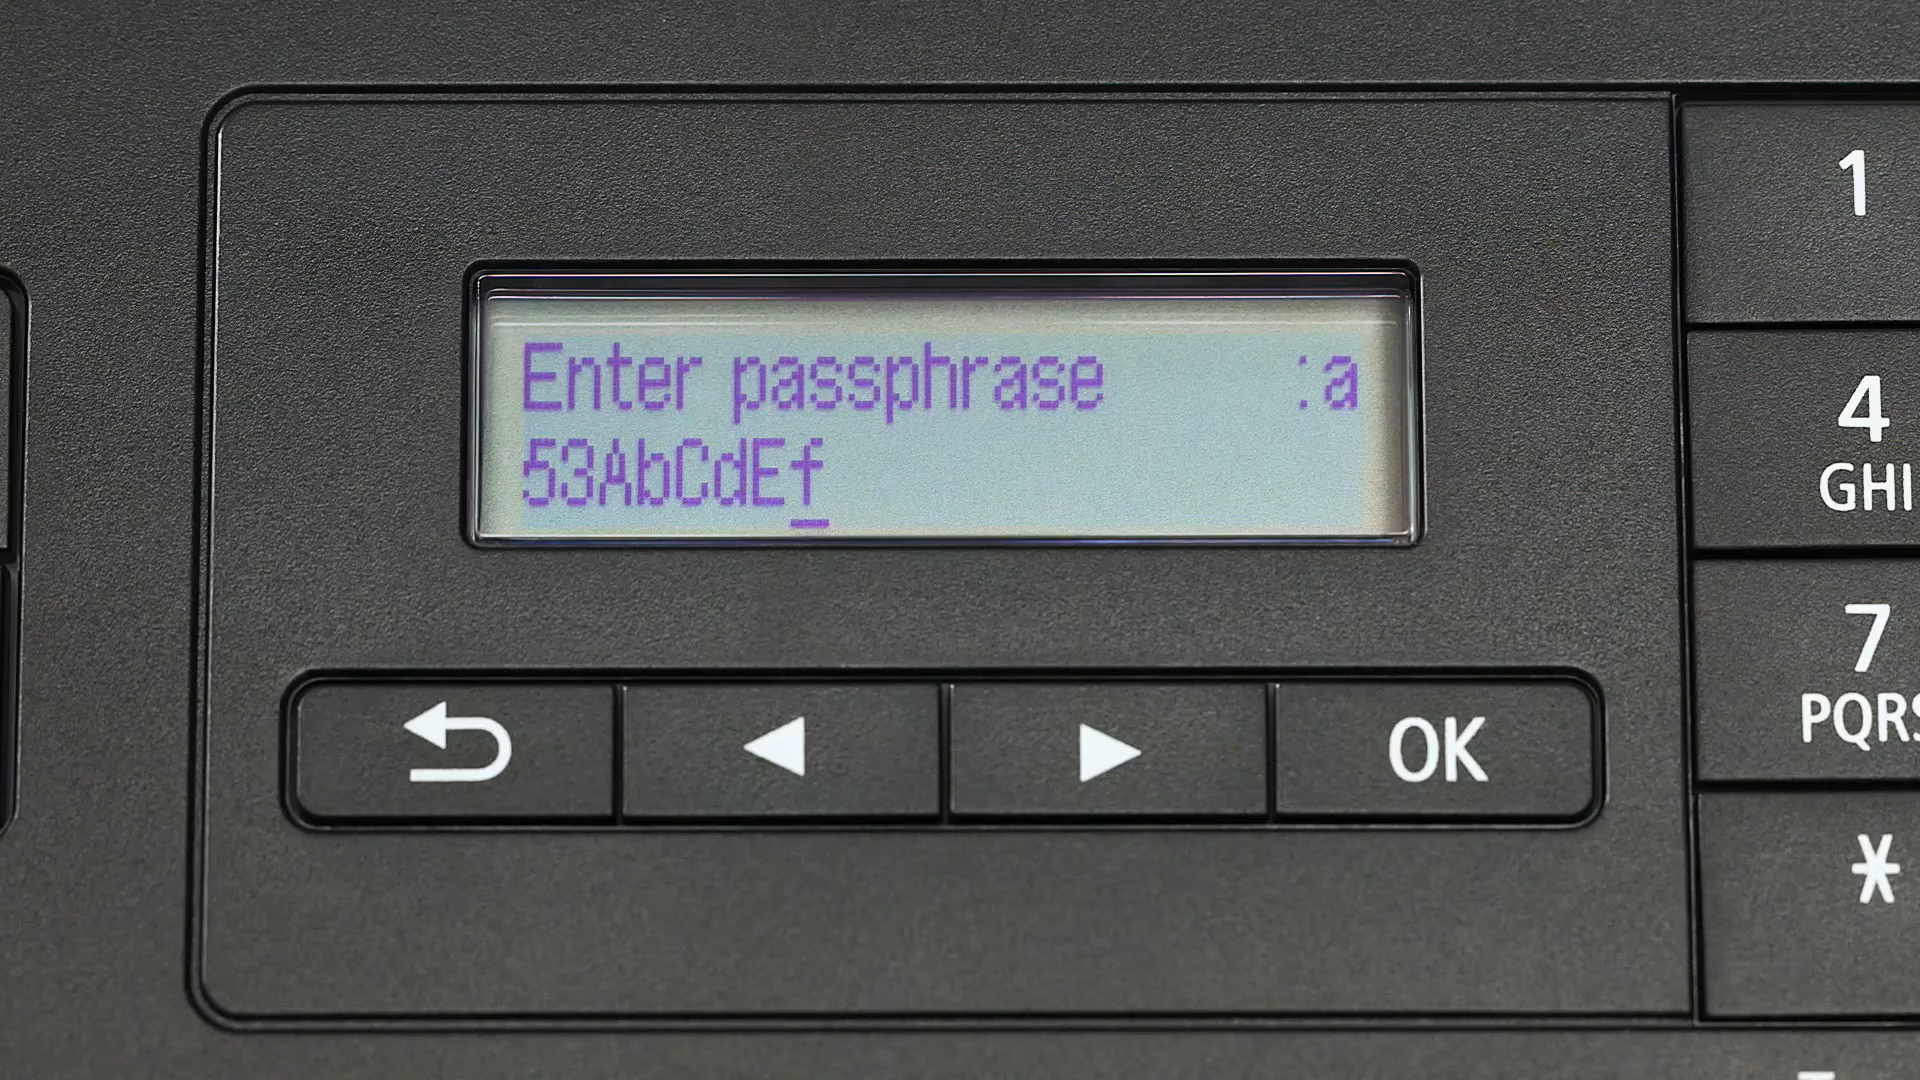 Enter passphrase :a
53AbCdEf
OK
1
4
GHI
7
PQRS
*